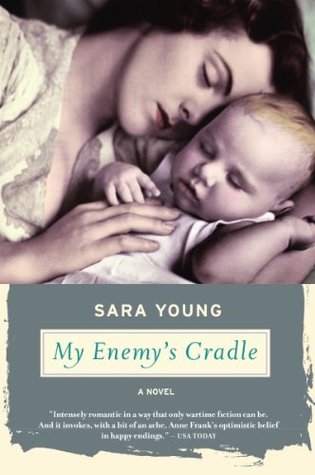 SARA YOUNG
My Enemy's Cradle
A NOVEL
"Intensely romantic in a way that only wartime fiction can be.
And it invokes, with a bit of an ache, Anne Frank's optimistic belief
in happy endings." — USA TODAY